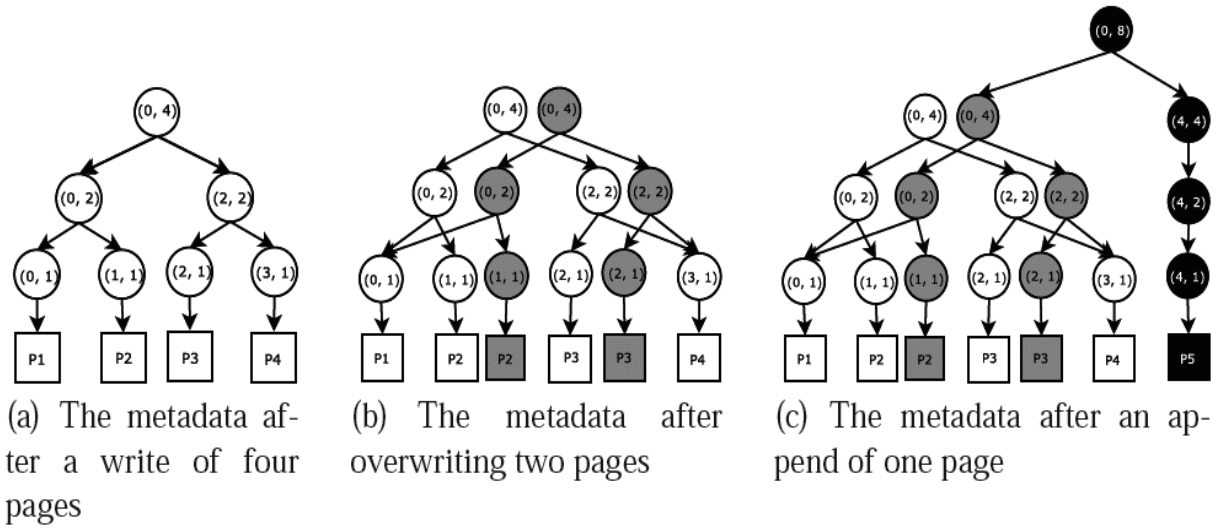 (0, 8)
(0, 4)
(0, 4) (0, 4)
(0, 4) (0, 4) (4, 4)
(0, 2) (2, 2)
(0, 2) (0, 2) (2, 2) (2, 2)
(0, 2) (0, 2) (2, 2) (2, 2) (4, 2)
(0, 1) (1, 1) (2, 1) (3, 1)
(0, 1) (1, 1) (1, 1) (2, 1) (2, 1) (3, 1)
(0, 1) (1, 1) (1, 1) (2, 1) (2, 1) (3, 1) (4, 1)
P1 P2 P3 P4
P1 P2 P2 P3 P3 P4
P1 P2 P2 P3 P3 P4 P5
(a) The metadata af-
ter a write of four
pages
(b) The metadata after
overwriting two pages
(c) The metadata after an ap-
pend of one page